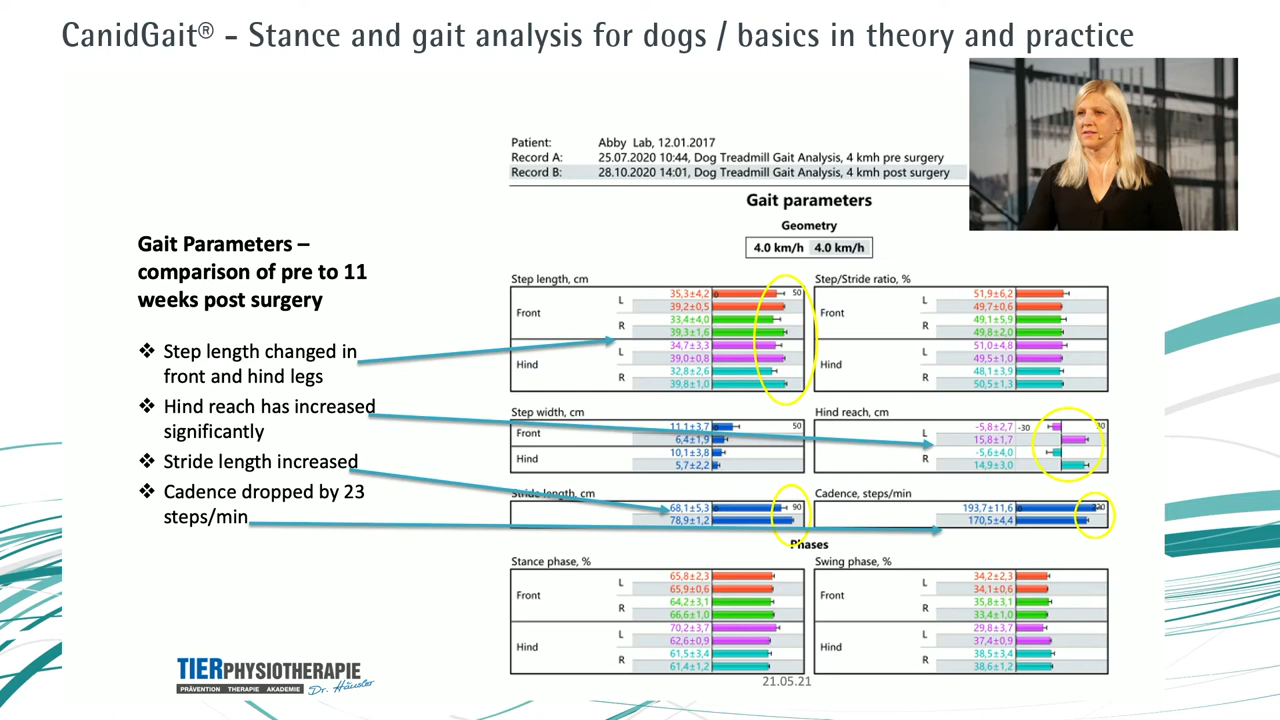 CanidGait® - Stance and gait analysis for dogs / basics in theory and practice
Patient: Abby Lab, 12.01.2017
Record A: 25.07.2020 10:44, Dog Treadmill Gait Analysis, 4 kmh pre surgery
Record B: 28.10.2020 14:01, Dog Treadmill Gait Analysis, 4 kmh post surgery
Gait parameters
Geometry
4.0 km/h 4.0 km/h
Gait Parameters –
comparison of pre to 11
weeks post surgery
❖ Step length changed in
front and hind legs
❖ Hind reach has increased
significantly
❖ Stride length increased
❖ Cadence dropped by 23
steps/min
Step length, cm
Front L 35,3±4,2 0 50
39,2±0,5
R 33,4±4,0
39,3±1,6
Hind L 34,7±3,3
39,0±0,8
R 32,8±2,6
39,8±1,0
Step/Stride ratio, %
Front L 51,9±6,2
49,7±0,6
R 49,1±5,9
49,8±2,0
Hind L 51,0±4,8
49,5±1,0
R 48,1±3,9
50,5±1,3
Step width, cm
Front 11,1±3,7 0 50
6,4±1,9
Hind 10,1±3,8
5,7±2,2
Hind reach, cm
L -5,8±2,7 -30
15,8±1,7
R -5,6±4,0
14,9±3,0
Stride length, cm
68,1±5,3 0 90
78,9±1,2
Cadence, steps/min
193,7±11,6 0
170,5±4,4
Phases
Stance phase, %
Front L 65,8±2,3
65,9±0,6
R 64,2±3,1
66,6±1,0
Hind L 70,2±3,7
62,6±0,9
R 61,5±3,4
61,4±1,2
Swing phase, %
Front L 34,2±2,3
34,1±0,6
R 35,8±3,1
33,4±1,0
Hind L 29,8±3,7
37,4±0,9
R 38,5±3,4
38,6±1,2
21.05.21
TIERPHYSIOTHERAPIE
PRÄVENTION THERAPIE AKADEMIE Dr. Häusler